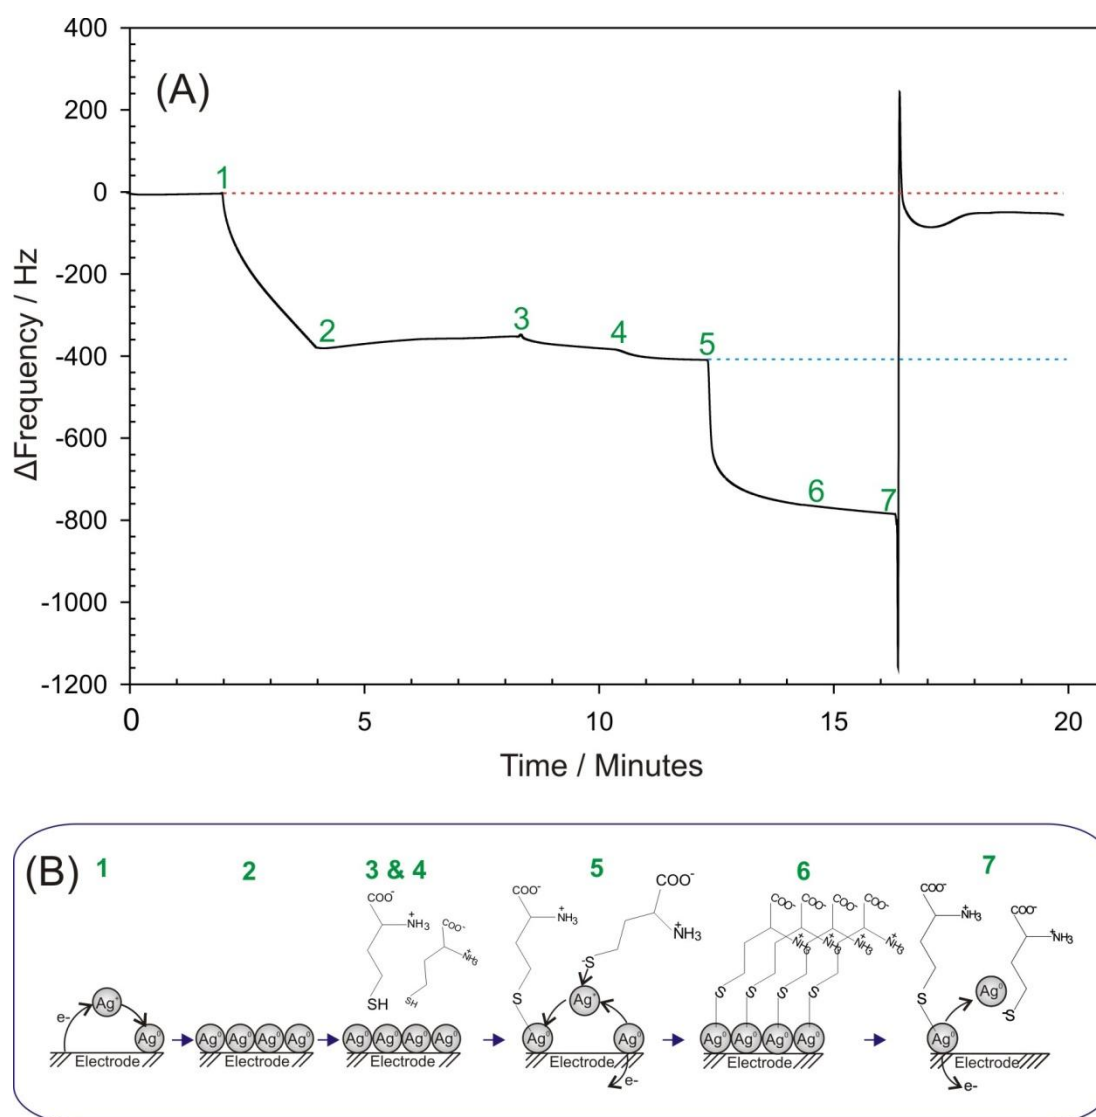 400
200
0
-200
-400
-600
-800
-1000
-1200
ΔFrequency / Hz
(A)
1
2
3
4
5
6
7
0
5
10
15
20
Time / Minutes
(B)
1
2
3 & 4
5
6
7
COO-
+
NH3
SH
COO-
+
NH3
SH
COO-
+
NH3
S
COO-
+
NH3
-S
COO- COO- COO- COO-
+ + + +
NH3 NH3 NH3 NH3
S S S S
COO-
+
NH3
S
COO-
+
NH3
-S
e-
Ag+
Ag0
Electrode
Ag0 Ag0 Ag0 Ag0
Electrode
Ag0 Ag0 Ag0 Ag0
Electrode
Ag+
Ag0
Ag0
Electrode
e-
Ag0 Ag0 Ag0 Ag0
Electrode
Ag0
Ag0
Electrode
e-